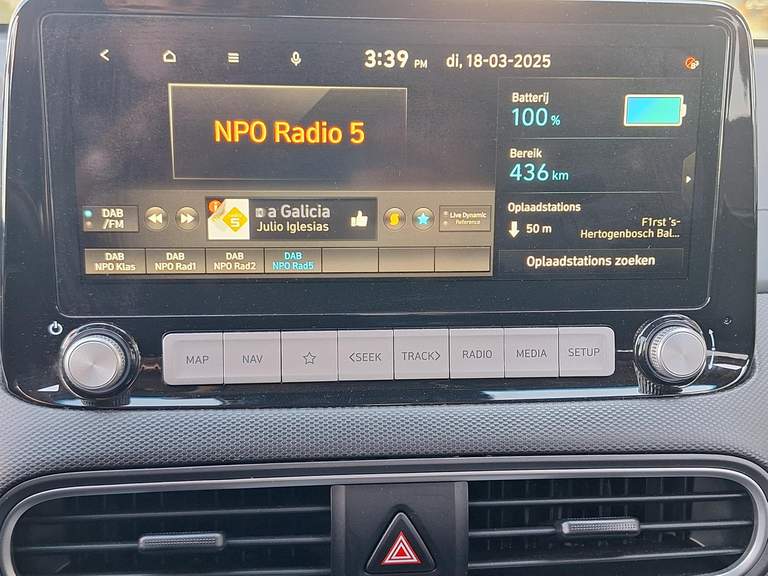 3:39 PM di, 18-03-2025
NPO Radio 5
Batterij
100 %
Bereik
436 km
Oplaadstations
50 m
F1rst 's-
Hertogenbosch Bal...
Oplaadstations zoeken
DAB
/FM
5
a Galicia
Julio Iglesias
Live Dynamic
Reference
DAB
NPO Klas
DAB
NPO Rad1
DAB
NPO Rad2
DAB
NPO Rad5
MAP
NAV
<SEEK
TRACK>
RADIO
MEDIA
SETUP